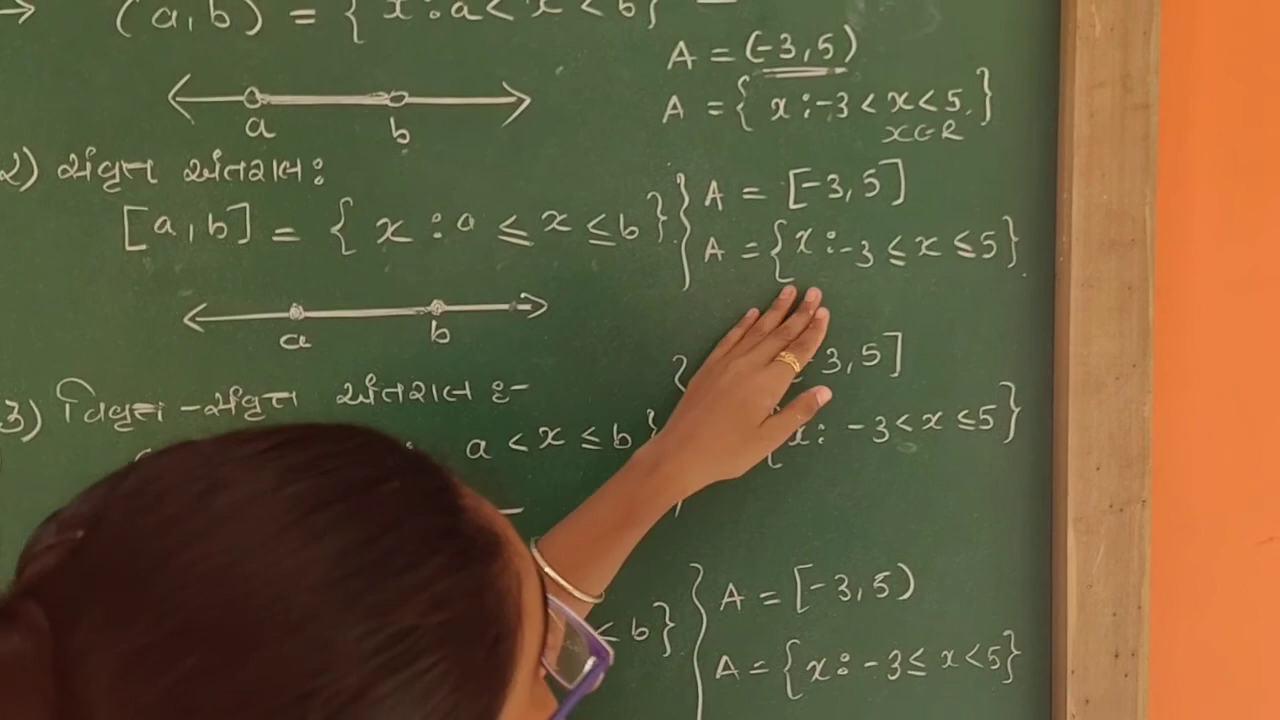 (a,b) = { x : a < x < b }
a b
૨) સંવૃત્ત અંતરાલ :
[a,b] = { x : a ≤ x ≤ b }
a b
3) વિવૃત્ત - સંવૃત્ત અંતરાલ :-
a < x ≤ b }
b }
A = (-3,5)
A = { x : -3 < x < 5. }
x ∈ R
A = [-3,5]
A = { x : -3 ≤ x ≤ 5 }.
3,5]
x : -3 < x ≤ 5 }
A = [-3,5)
A = { x : -3 ≤ x < 5 }